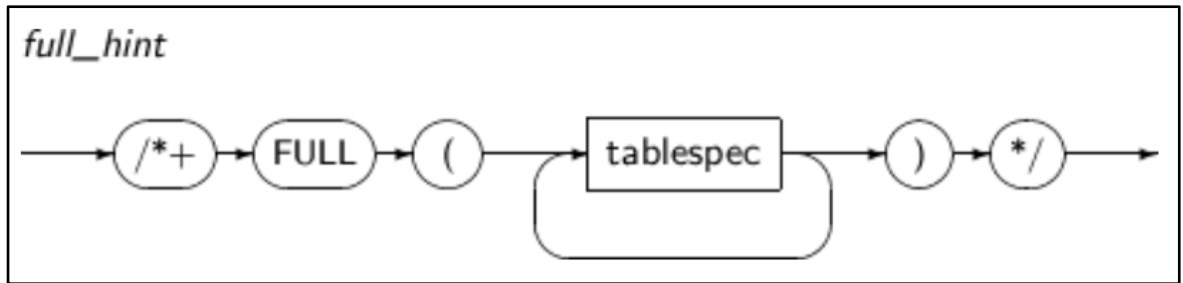 full_hint
/*+ FULL ( tablespec ) */